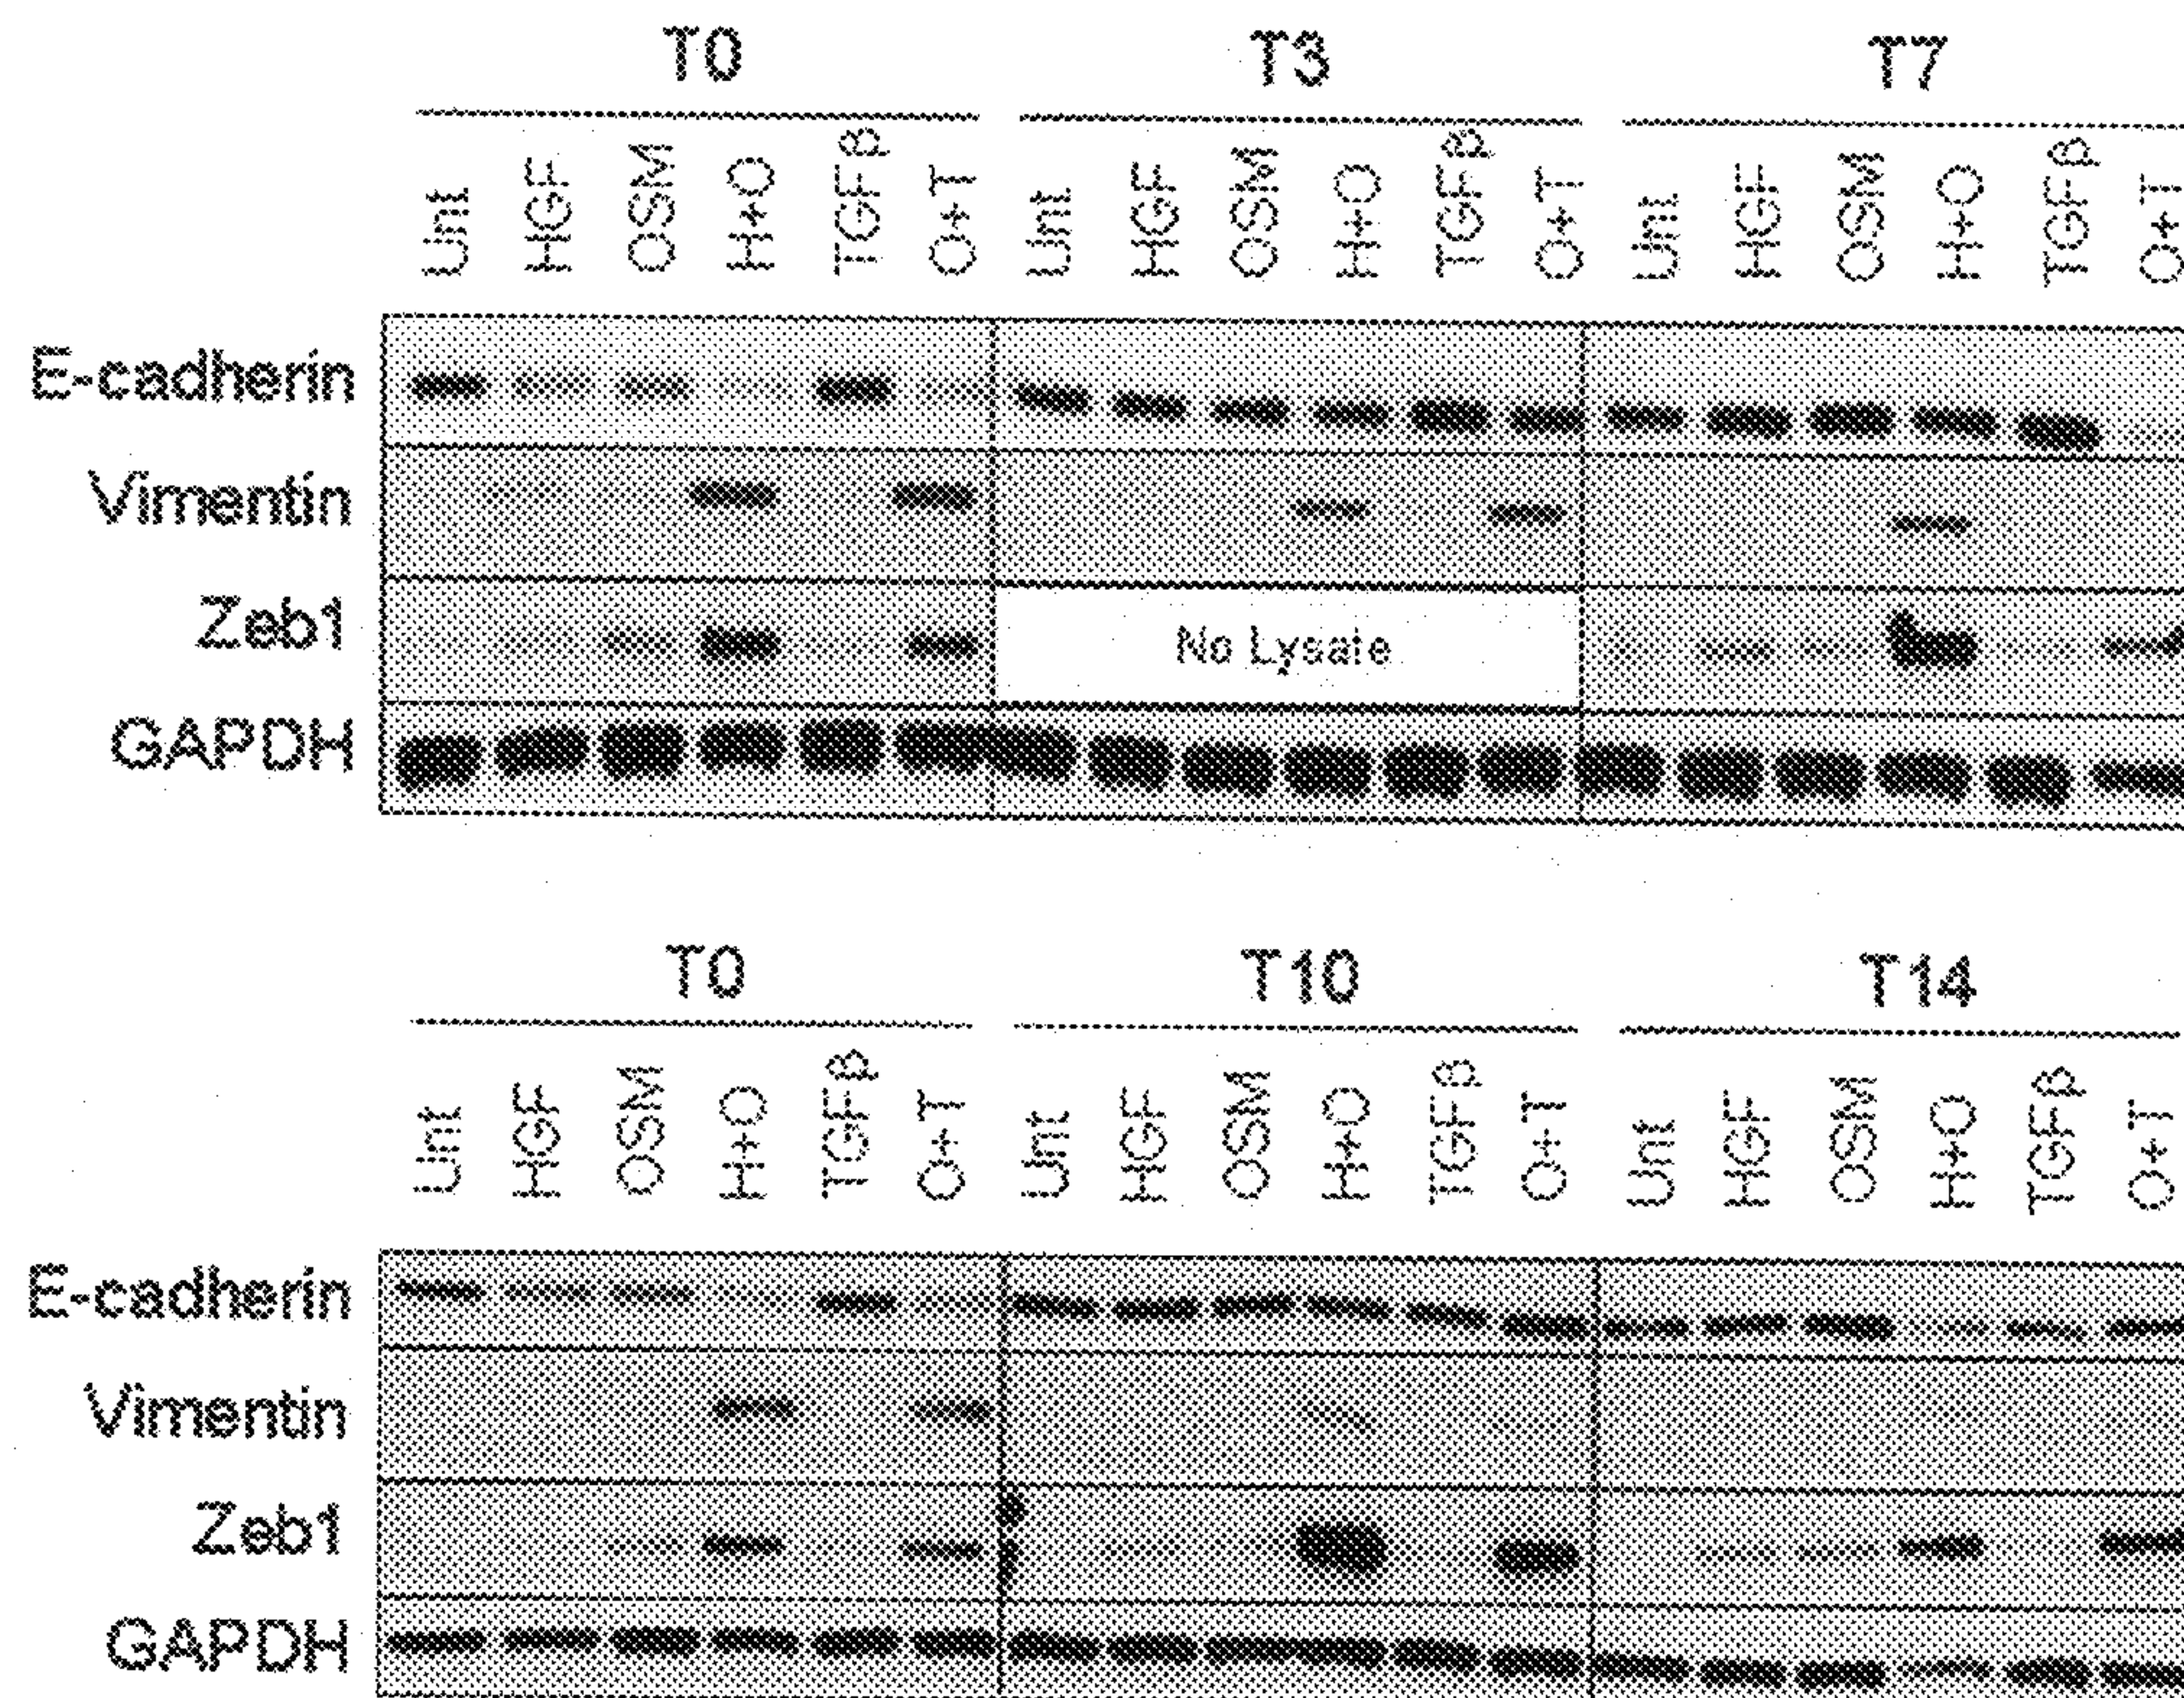 T0 T3 T7
Unt HGF OSM H+O TGFβ O+T Unt HGF OSM H+O TGFβ O+T Unt HGF OSM H+O TGFβ O+T
E-cadherin
Vimentin
Zeb1 No Lysate
GAPDH
T0 T10 T14
Unt HGF OSM H+O TGFβ O+T Unt HGF OSM H+O TGFβ O+T Unt HGF OSM H+O TGFβ O+T
E-cadherin
Vimentin
Zeb1
GAPDH